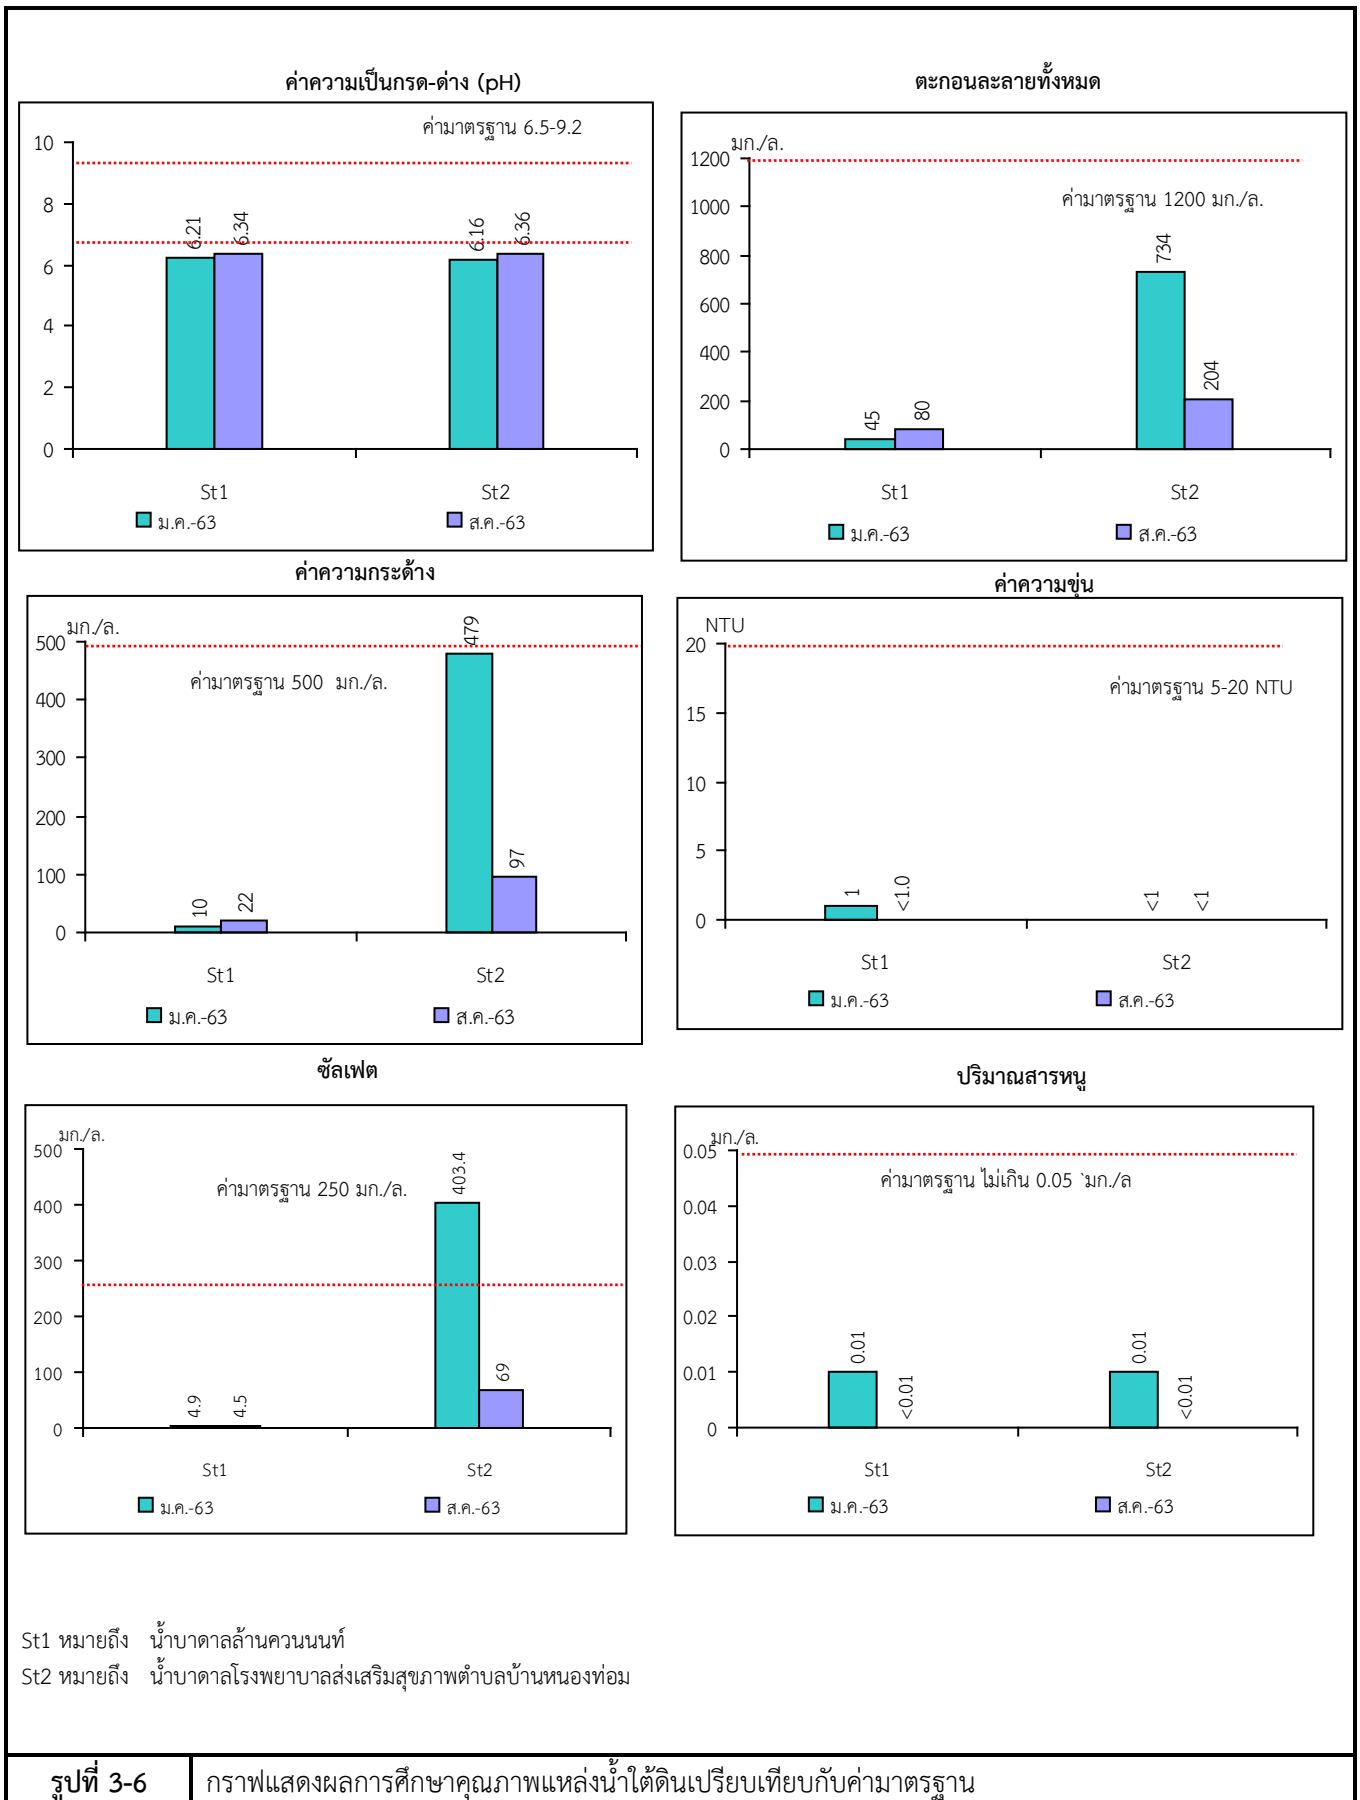 ค่าความเป็นกรด-ด่าง (pH)
ค่ามาตรฐาน 6.5-9.2
10
8
6
4
2
0
6.21
6.34
6.16
6.36
St1
St2
ม.ค.-63
ส.ค.-63
ตะกอนละลายทั้งหมด
มก./ล.
ค่ามาตรฐาน 1200 มก./ล.
1200
1000
800
600
400
200
0
45
80
734
204
St1
St2
ม.ค.-63
ส.ค.-63
ค่าความกระด้าง
มก./ล.
ค่ามาตรฐาน 500 มก./ล.
500
400
300
200
100
0
10
22
479
97
St1
St2
ม.ค.-63
ส.ค.-63
ค่าความขุ่น
NTU
ค่ามาตรฐาน 5-20 NTU
20
15
10
5
0
1
<1.0
<1
<1
St1
St2
ม.ค.-63
ส.ค.-63
ซัลเฟต
มก./ล.
ค่ามาตรฐาน 250 มก./ล.
500
400
300
200
100
0
4.9
4.5
403.4
69
St1
St2
ม.ค.-63
ส.ค.-63
ปริมาณสารหนู
มก./ล.
ค่ามาตรฐาน ไม่เกิน 0.05 `มก./ล
0.05
0.04
0.03
0.02
0.01
0
0.01
<0.01
0.01
<0.01
St1
St2
ม.ค.-63
ส.ค.-63
St1 หมายถึง น้ำบาดาลล้านควนนนท์
St2 หมายถึง น้ำบาดาลโรงพยาบาลส่งเสริมสุขภาพตำบลบ้านหนองท่อม
รูปที่ 3-6 กราฟแสดงผลการศึกษาคุณภาพแหล่งน้ำใต้ดินเปรียบเทียบกับค่ามาตรฐาน